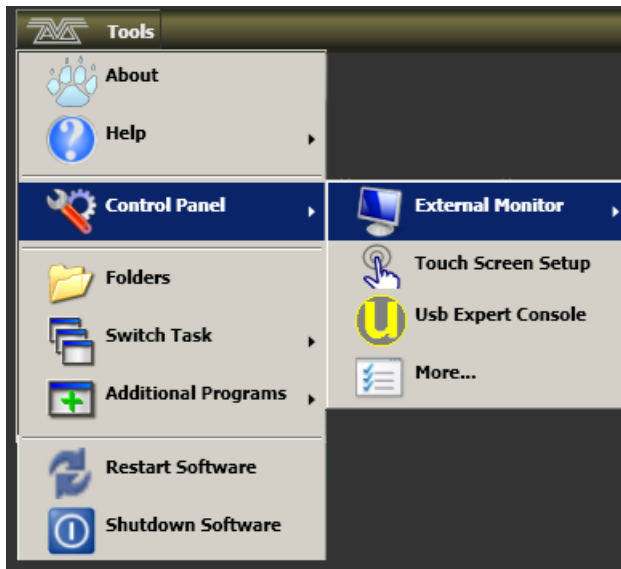 Tools
About
Help
Control Panel
External Monitor
Touch Screen Setup
Usb Expert Console
More...
Folders
Switch Task
Additional Programs
Restart Software
Shutdown Software